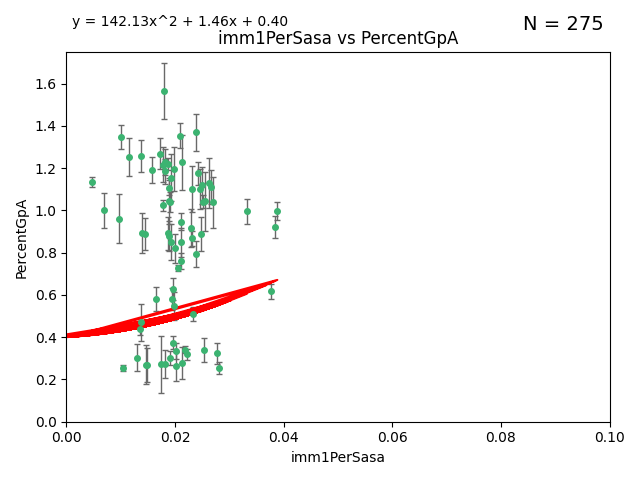 y = 142.13x^2 + 1.46x + 0.40
N = 275
imm1PerSasa vs PercentGpA
PercentGpA
1.6
1.4
1.2
1.0
0.8
0.6
0.4
0.2
0.0
0.00 0.02 0.04 0.06 0.08 0.10
imm1PerSasa